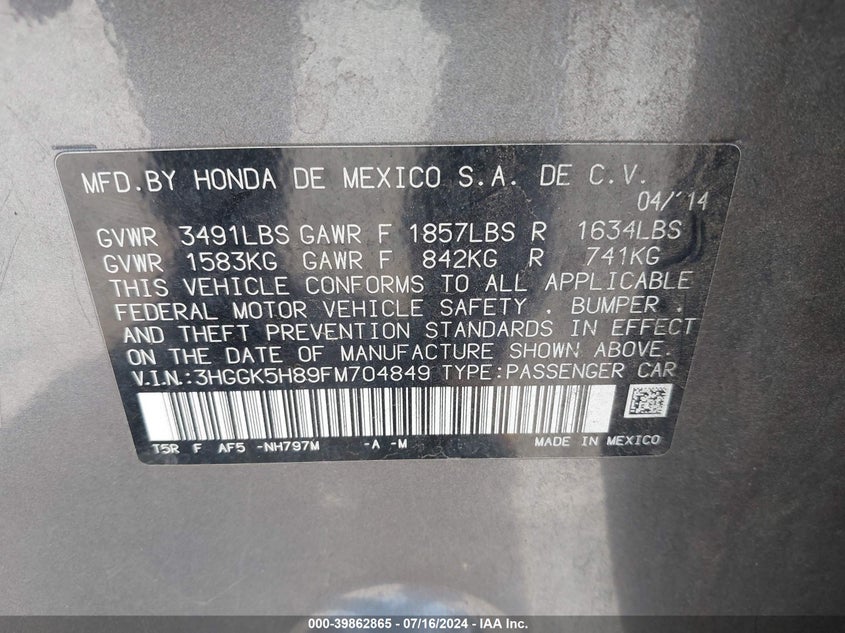 MFD.BY HONDA DE MEXICO S.A. DE C.V.
04/'14
GVWR 3491LBS GAWR F 1857LBS R 1634LBS
GVWR 1583KG GAWR F 842KG R 741KG
THIS VEHICLE CONFORMS TO ALL APPLICABLE
FEDERAL MOTOR VEHICLE SAFETY , BUMPER ,
AND THEFT PREVENTION STANDARDS IN EFFECT
ON THE DATE OF MANUFACTURE SHOWN ABOVE.
V.I.N.:3HGGK5H89FM704849 TYPE:PASSENGER CAR
T5R F AF5 -NH797M -A -M MADE IN MEXICO
000-39862865 - 07/16/2024 - IAA Inc.